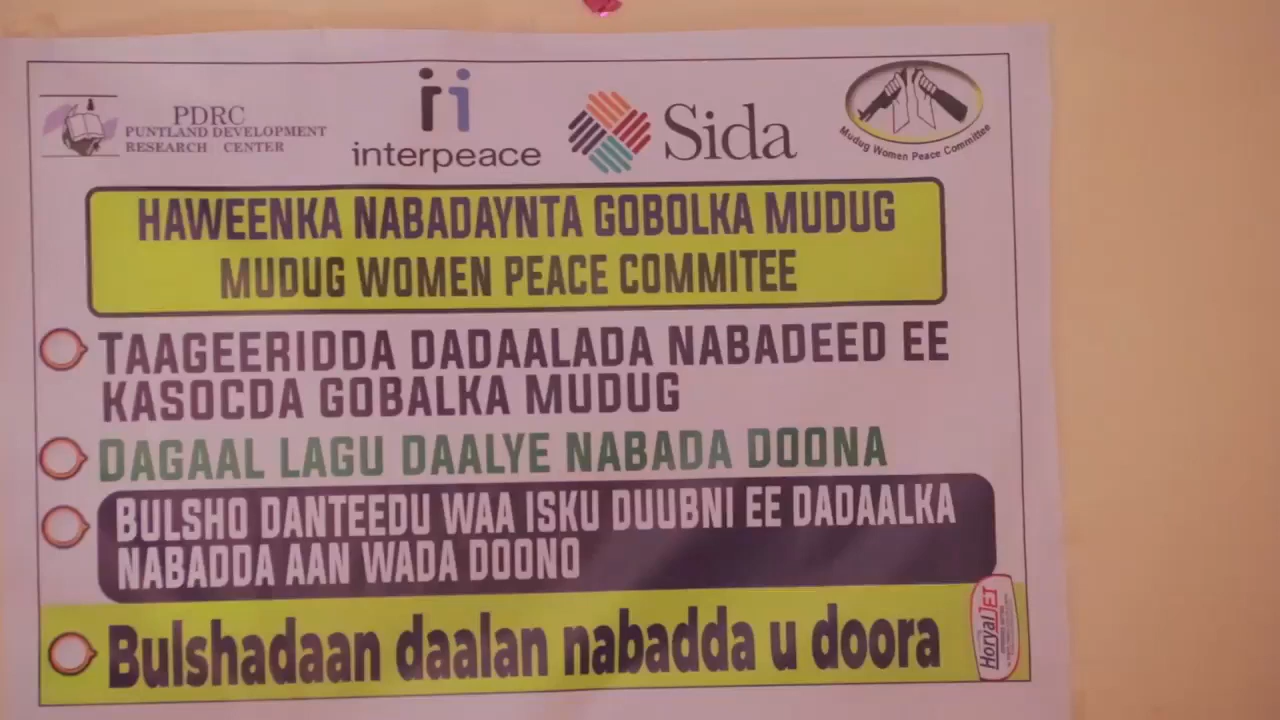 PDRC
PUNTLAND DEVELOPMENT
RESEARCH CENTER
interpeace
Sida
Mudug Women Peace Committee
HAWEENKA NABADAYNTA GOBOLKA MUDUG
MUDUG WOMEN PEACE COMMITEE
TAAGEERIDDA DADAALADA NABADEED EE
KASOCDA GOBALKA MUDUG
DAGAAL LAGU DAALYE NABADA DOONA
BULSHO DANTEEDU WAA ISKU DUUBNI EE DADAALKA
NABADDA AAN WADA DOONO
Bulshadaan daalan nabadda u doora
Horyal JET